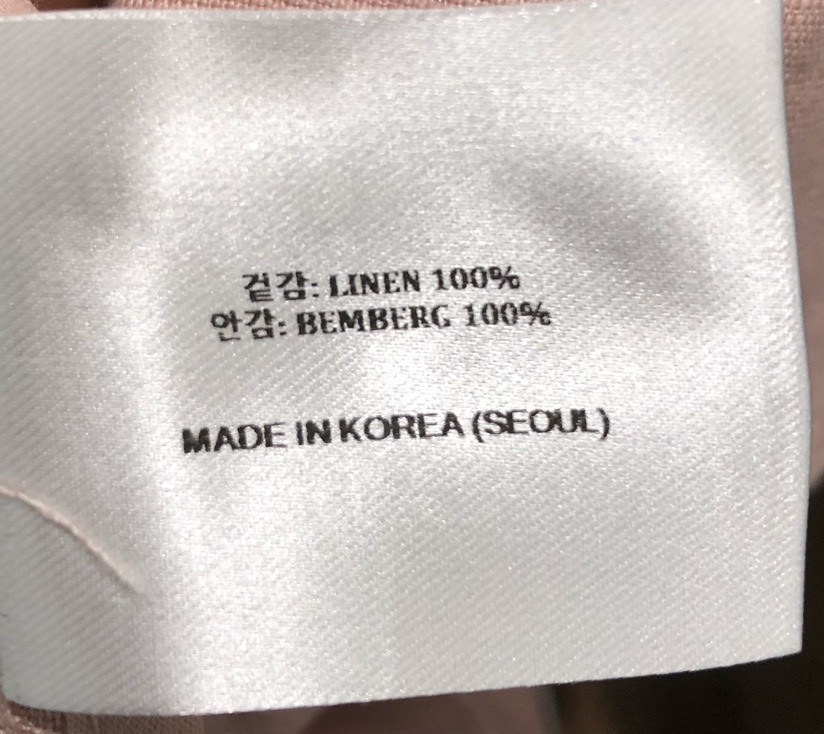 겉감: LINEN 100%
안감: BEMBERG 100%
MADE IN KOREA (SEOUL)